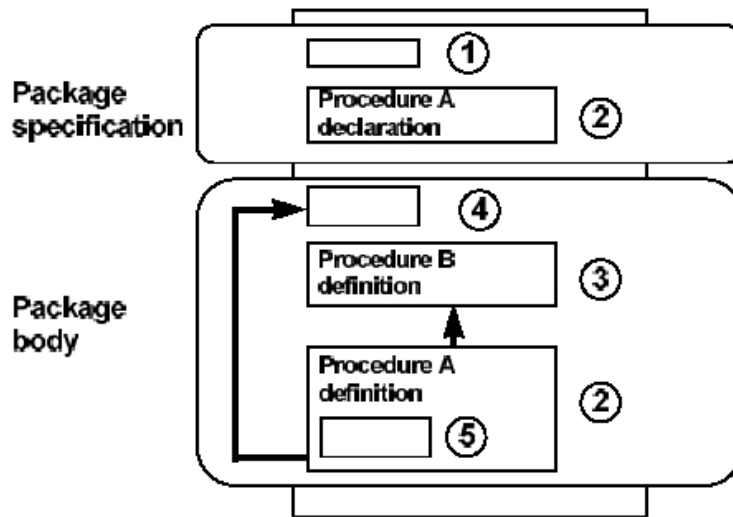 1
Package
specification
Procedure A
declaration
2
4
Procedure B
definition
3
Package
body
Procedure A
definition
2
5